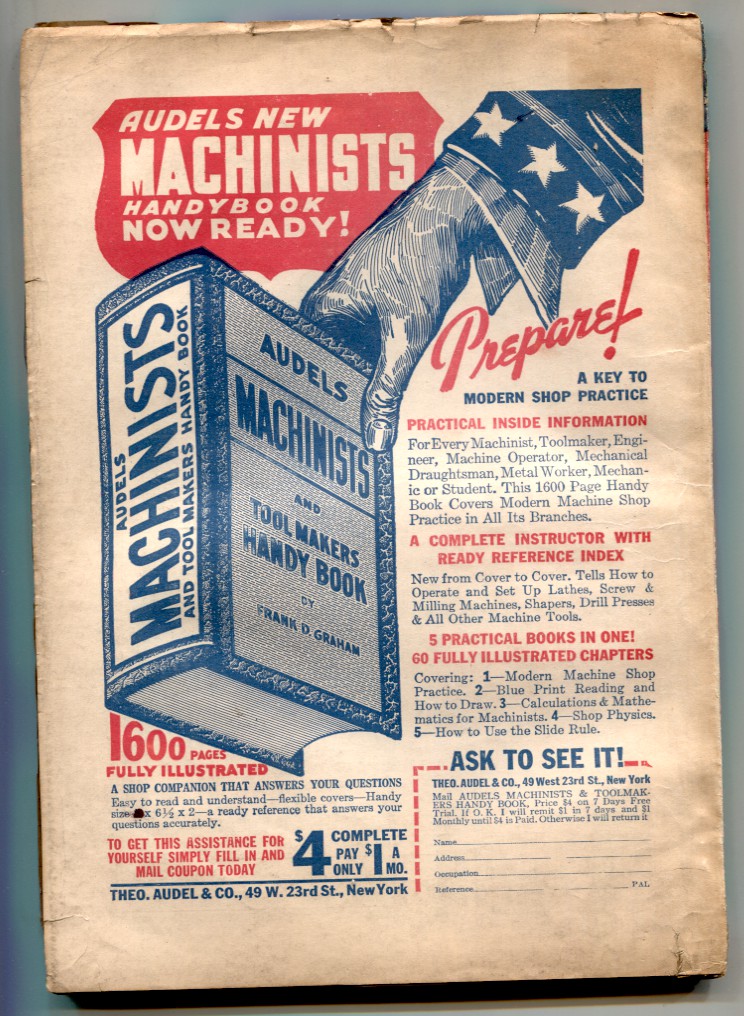 AUDELS NEW
MACHINISTS
HANDYBOOK
NOW READY!
AUDELS
MACHINISTS
AND TOOL MAKERS HANDY BOOK
AUDELS
MACHINISTS
AND
TOOL MAKERS
HANDY BOOK
BY
FRANK D. GRAHAM
Prepare!
A KEY TO
MODERN SHOP PRACTICE
PRACTICAL INSIDE INFORMATION
For Every Machinist, Toolmaker, Engi-
neer, Machine Operator, Mechanical
Draughtsman, Metal Worker, Mechan-
ic or Student. This 1600 Page Handy
Book Covers Modern Machine Shop
Practice in All Its Branches.
A COMPLETE INSTRUCTOR WITH
READY REFERENCE INDEX
New from Cover to Cover. Tells How to
Operate and Set Up Lathes, Screw &
Milling Machines, Shapers, Drill Presses
& All Other Machine Tools.
5 PRACTICAL BOOKS IN ONE!
60 FULLY ILLUSTRATED CHAPTERS
Covering: 1—Modern Machine Shop
Practice. 2—Blue Print Reading and
How to Draw. 3—Calculations & Mathe-
matics for Machinists. 4—Shop Physics.
5—How to Use the Slide Rule.
1600 PAGES
FULLY ILLUSTRATED
A SHOP COMPANION THAT ANSWERS YOUR QUESTIONS
Easy to read and understand—flexible covers—Handy
size x 6½ x 2—a ready reference that answers your
questions accurately.
TO GET THIS ASSISTANCE FOR
YOURSELF SIMPLY FILL IN AND
MAIL COUPON TODAY
$4 COMPLETE
PAY $1 A
ONLY MO.
THEO. AUDEL & CO., 49 W. 23rd St., New York
ASK TO SEE IT!
THEO. AUDEL & CO., 49 West 23rd St., New York
Mail AUDELS MACHINISTS & TOOLMAK-
ERS HANDY BOOK, Price $4 on 7 Days Free
Trial. If O. K. I will remit $1 in 7 days and $1
Monthly until $4 is Paid. Otherwise I will return it
Name
Address
Occupation
Reference PAL